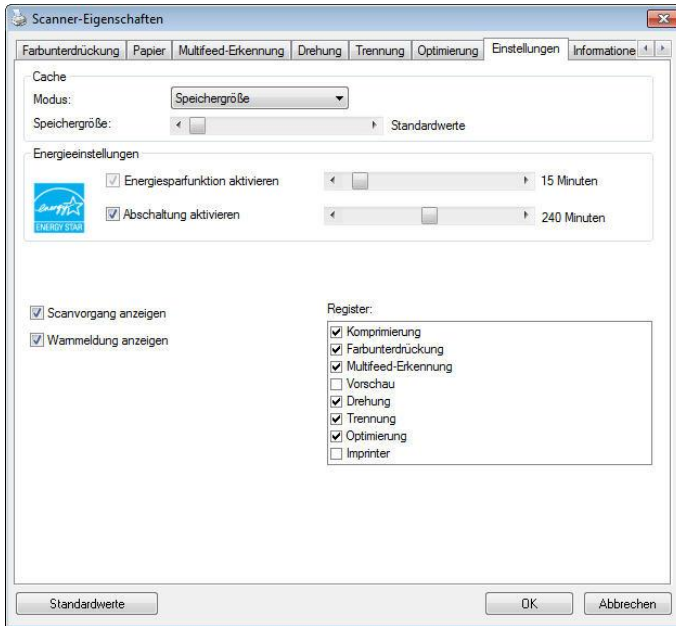 Scanner-Eigenschaften
Farbunterdrückung Papier Multifeed-Erkennung Drehung Trennung Optimierung Einstellungen Informatione
Cache
Modus: Speichergröße
Speichergröße: Standardwerte
Energieeinstellungen
Energiesparfunktion aktivieren 15 Minuten
Abschaltung aktivieren 240 Minuten
energy
ENERGY STAR
Scanvorgang anzeigen
Warnmeldung anzeigen
Register:
Komprimierung
Farbunterdrückung
Multifeed-Erkennung
Vorschau
Drehung
Trennung
Optimierung
Imprinter
Standardwerte OK Abbrechen